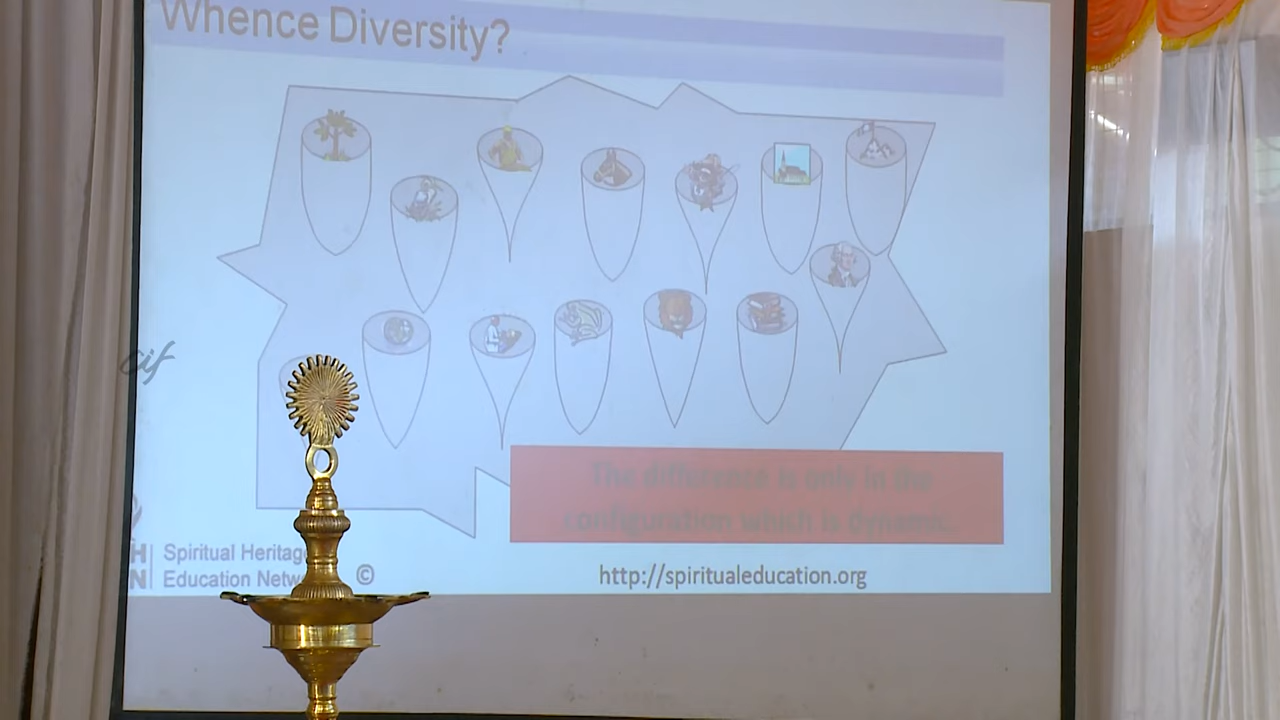 Whence Diversity?
cif
The difference is only in the
configuration which is dynamic.
H| Spiritual Heritage
N| Education Netw
©
http://spiritualeducation.org